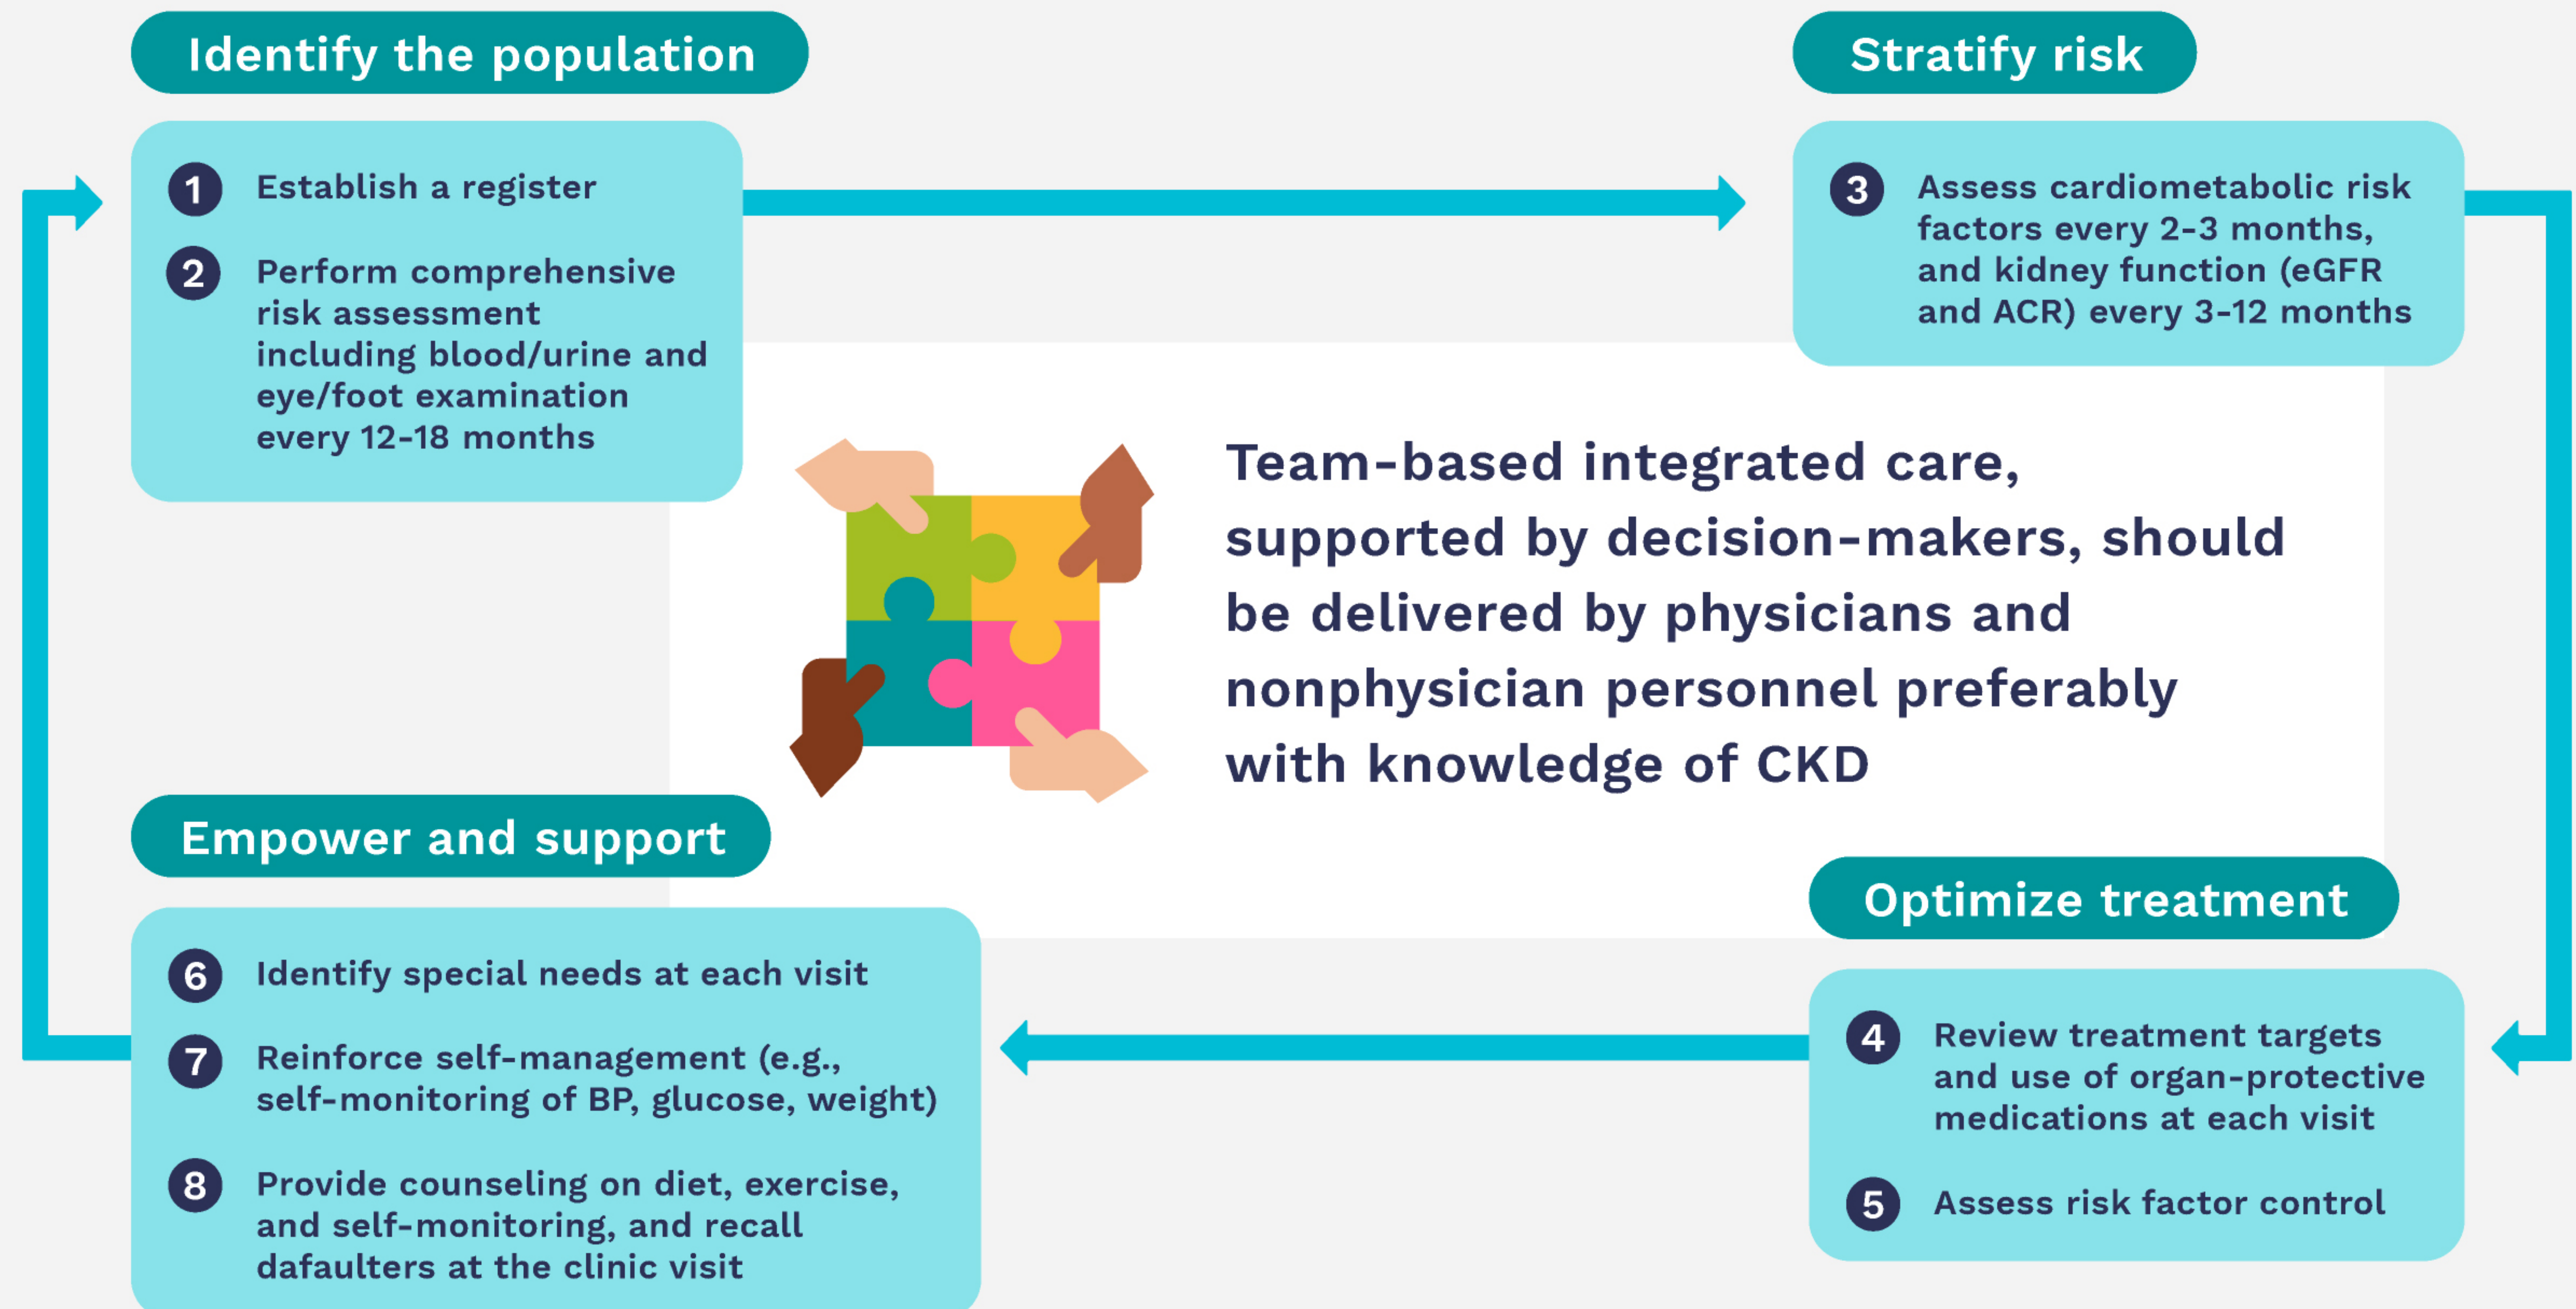 Identify the population
1 Establish a register
2 Perform comprehensive
risk assessment
including blood/urine and
eye/foot examination
every 12-18 months
Stratify risk
3 Assess cardiometabolic risk
factors every 2-3 months,
and kidney function (eGFR
and ACR) every 3-12 months
Team-based integrated care,
supported by decision-makers, should
be delivered by physicians and
nonphysician personnel preferably
with knowledge of CKD
Optimize treatment
4 Review treatment targets
and use of organ-protective
medications at each visit
5 Assess risk factor control
Empower and support
6 Identify special needs at each visit
7 Reinforce self-management (e.g.,
self-monitoring of BP, glucose, weight)
8 Provide counseling on diet, exercise,
and self-monitoring, and recall
dafaulters at the clinic visit